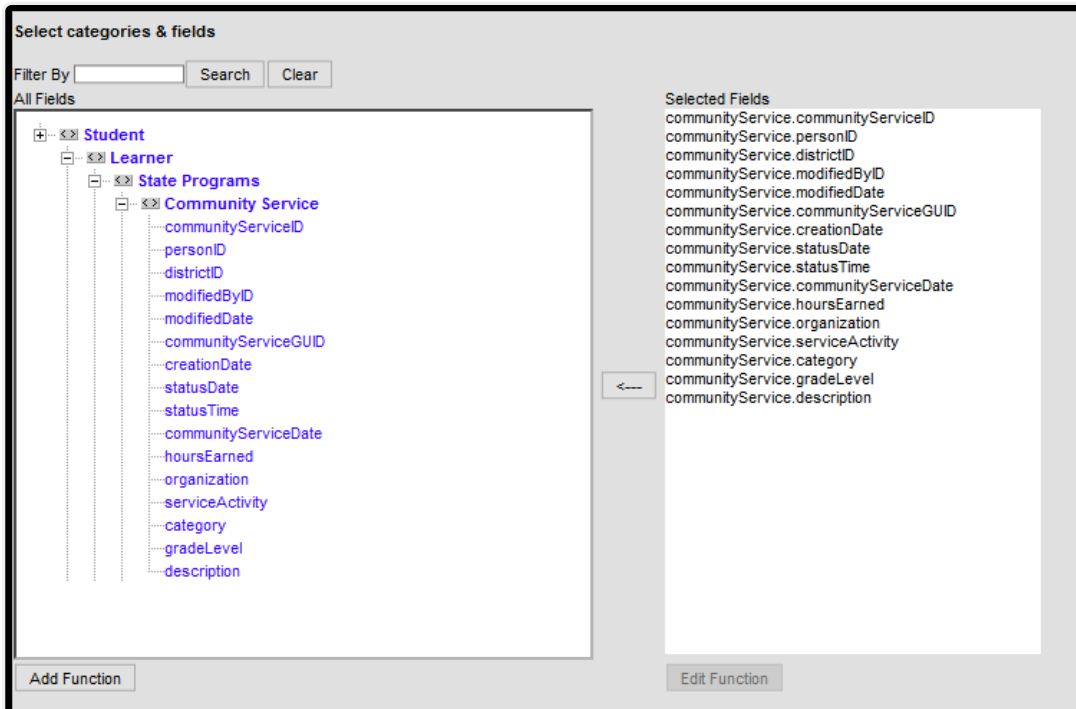 Select categories & fields
Filter By
Search
Clear
All Fields
Student
Learner
State Programs
Community Service
communityServiceID
personID
districtID
modifiedByID
modifiedDate
communityServiceGUID
creationDate
statusDate
statusTime
communityServiceDate
hoursEarned
organization
serviceActivity
category
gradeLevel
description
Add Function
<---
Selected Fields
communityService.communityServiceID
communityService.personID
communityService.districtID
communityService.modifiedByID
communityService.modifiedDate
communityService.communityServiceGUID
communityService.creationDate
communityService.statusDate
communityService.statusTime
communityService.communityServiceDate
communityService.hoursEarned
communityService.organization
communityService.serviceActivity
communityService.category
communityService.gradeLevel
communityService.description
Edit Function